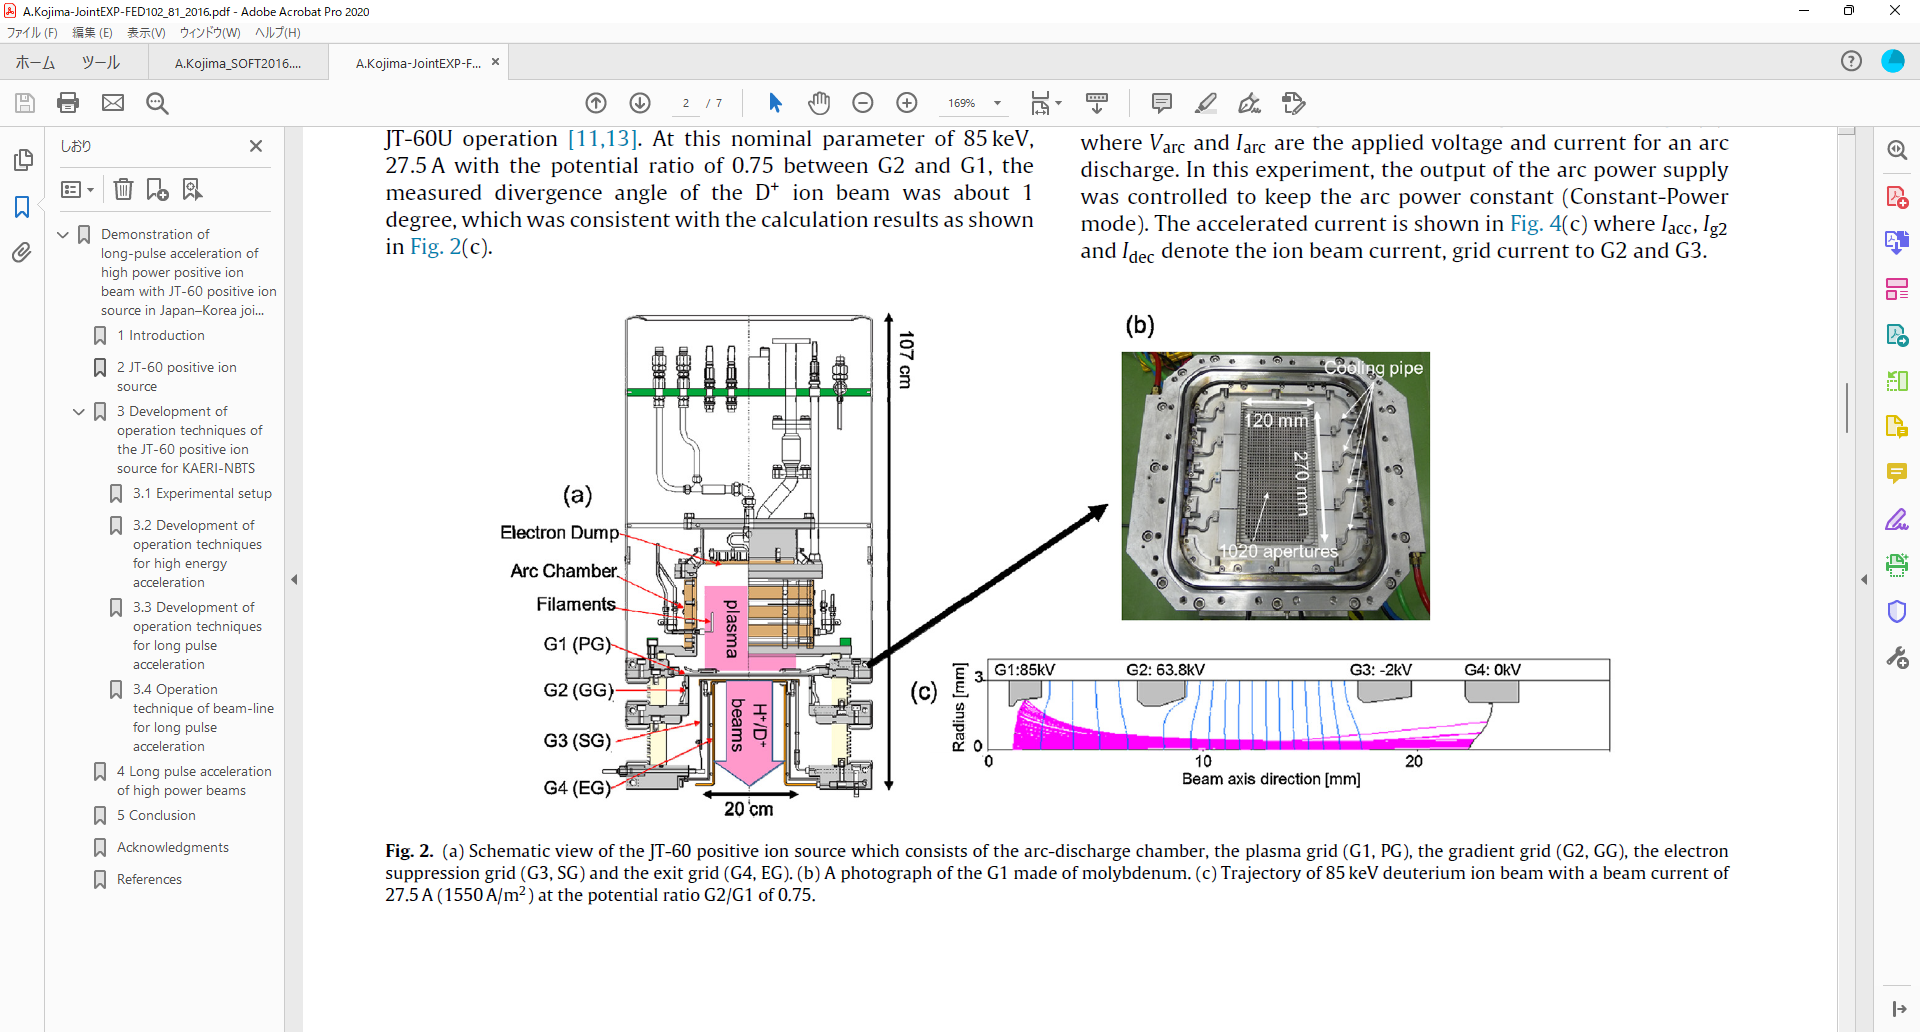 A.Kojima-JointEXP-FED102_81_2016.pdf - Adobe Acrobat Pro 2020
ファイル (F) 編集 (E) 表示(V) ウィンドウ(W) ヘルプ(H)
ホーム ツール A.Kojima_SOFT2016.... A.Kojima-JointEXP-F... ×
2 / 7 169%
しおり
Demonstration of
long-pulse acceleration of
high power positive ion
beam with JT-60 positive ion
source in Japan–Korea joi...
1 Introduction
2 JT-60 positive ion
source
3 Development of
operation techniques of
the JT-60 positive ion
source for KAERI-NBTS
3.1 Experimental setup
3.2 Development of
operation techniques
for high energy
acceleration
3.3 Development of
operation techniques
for long pulse
acceleration
3.4 Operation
technique of beam-line
for long pulse
acceleration
4 Long pulse acceleration
of high power beams
5 Conclusion
Acknowledgments
References
JT-60U operation [11,13]. At this nominal parameter of 85 keV,
27.5 A with the potential ratio of 0.75 between G2 and G1, the
measured divergence angle of the D+ ion beam was about 1
degree, which was consistent with the calculation results as shown
in Fig. 2(c).
where Varc and Iarc are the applied voltage and current for an arc
discharge. In this experiment, the output of the arc power supply
was controlled to keep the arc power constant (Constant-Power
mode). The accelerated current is shown in Fig. 4(c) where Iacc, Ig2
and Idec denote the ion beam current, grid current to G2 and G3.
(a)
107 cm
Electron Dump
Arc Chamber
Filaments
G1 (PG)
G2 (GG)
G3 (SG)
G4 (EG)
plasma
H+/D+
beams
20 cm
(b)
Cooling pipe
120 mm
270 mm
1020 apertures
(c)
G1:85kV G2: 63.8kV G3: -2kV G4: 0kV
Radius [mm]
3
0
0 10 20
Beam axis direction [mm]
Fig. 2. (a) Schematic view of the JT-60 positive ion source which consists of the arc-discharge chamber, the plasma grid (G1, PG), the gradient grid (G2, GG), the electron
suppression grid (G3, SG) and the exit grid (G4, EG). (b) A photograph of the G1 made of molybdenum. (c) Trajectory of 85 keV deuterium ion beam with a beam current of
27.5 A (1550 A/m2) at the potential ratio G2/G1 of 0.75.